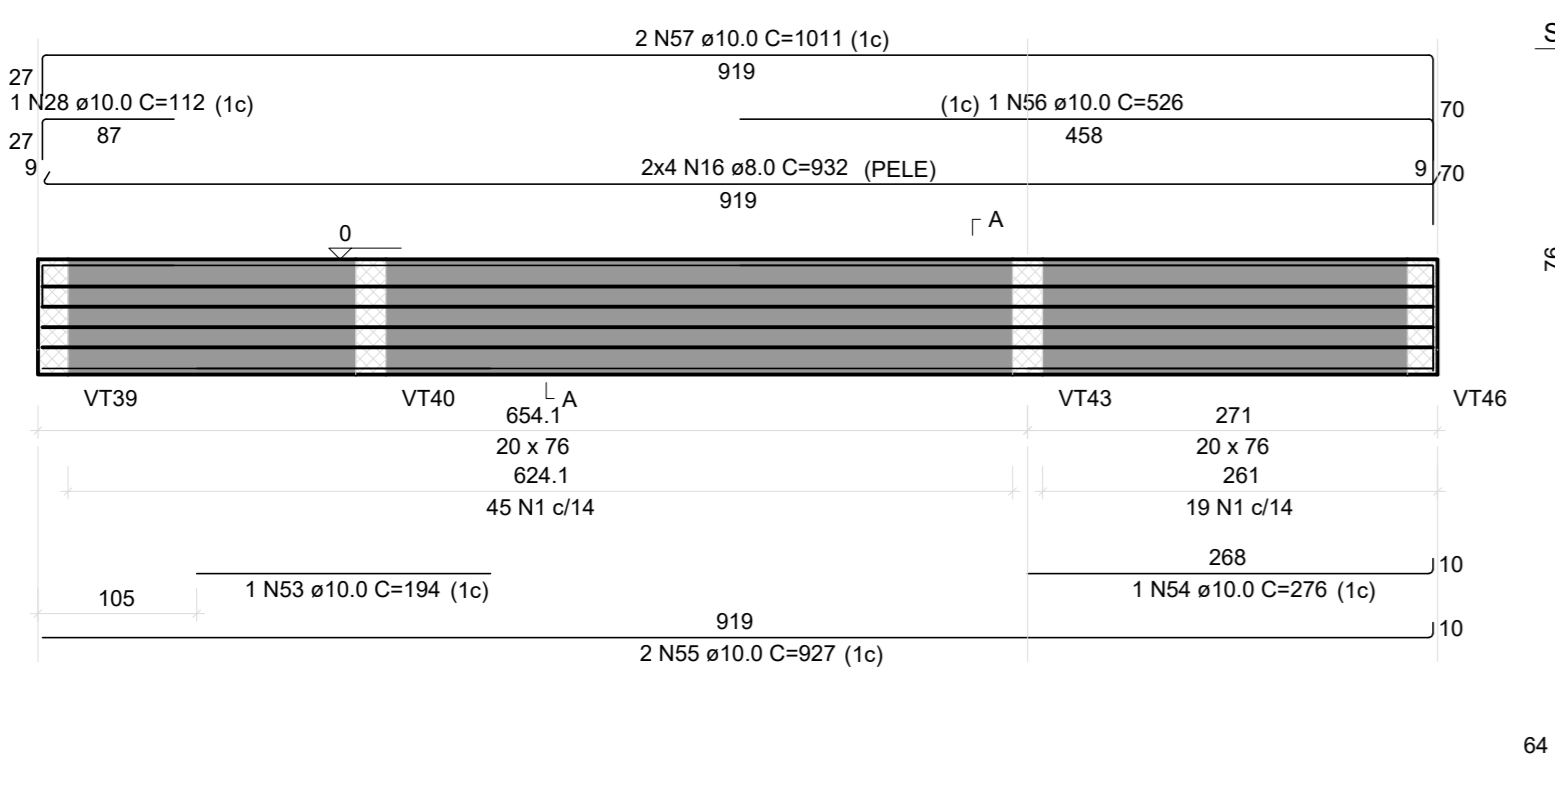 S
2 N57 ø10.0 C=1011 (1c)
919
27
1 N28 ø10.0 C=112 (1c)
(1c) 1 N56 ø10.0 C=526
70
27
87
458
9
2x4 N16 ø8.0 C=932 (PELE)
9
70
919
A
0
76
VT39
VT40
A
VT43
VT46
654.1
271
20 x 76
20 x 76
624.1
261
45 N1 c/14
19 N1 c/14
268
10
1 N53 ø10.0 C=194 (1c)
1 N54 ø10.0 C=276 (1c)
105
919
10
2 N55 ø10.0 C=927 (1c)
64